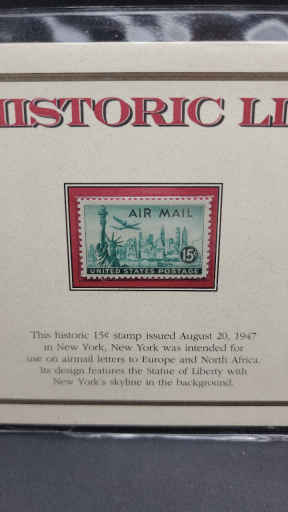 HISTORIC LI
AIR MAIL
15¢
UNITED STATES POSTAGE
This historic 15¢ stamp issued August 20, 1947
in New York, New York was intended for
use on airmail letters to Europe and North Africa.
Its design features the Statue of Liberty with
New York's skyline in the background.